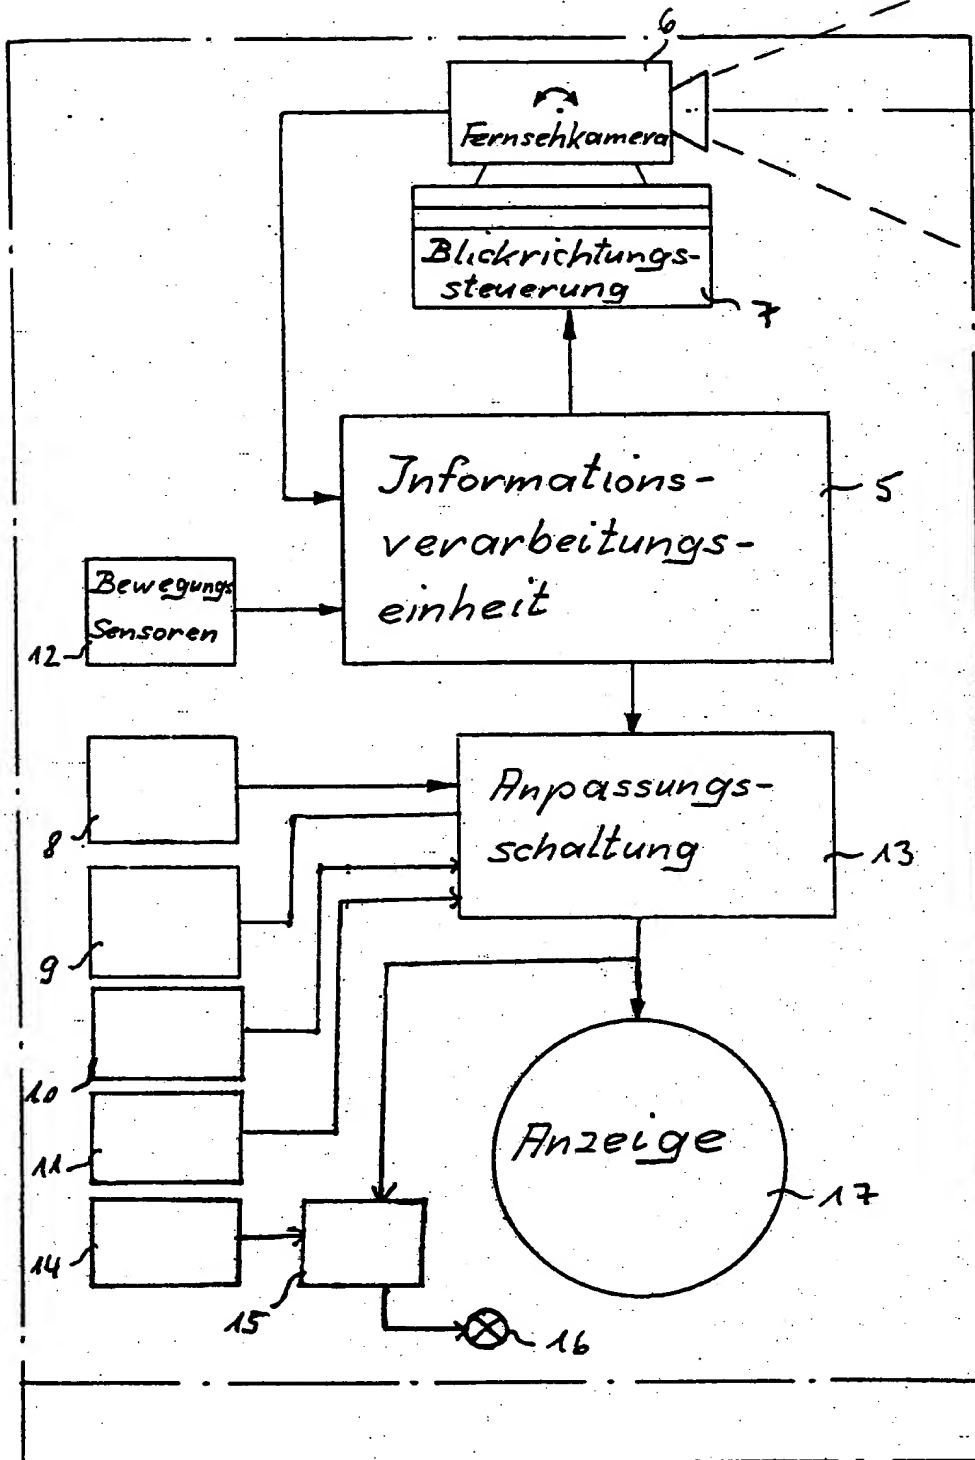 6
Fernsehkamera
Blickrichtungs-
steuerung
7
Informations-
verarbeitungs-
einheit
5
Bewegungs
Sensoren
12
8
Anpassungs-
schaltung
13
9
10
11
Anzeige
17
14
15
16